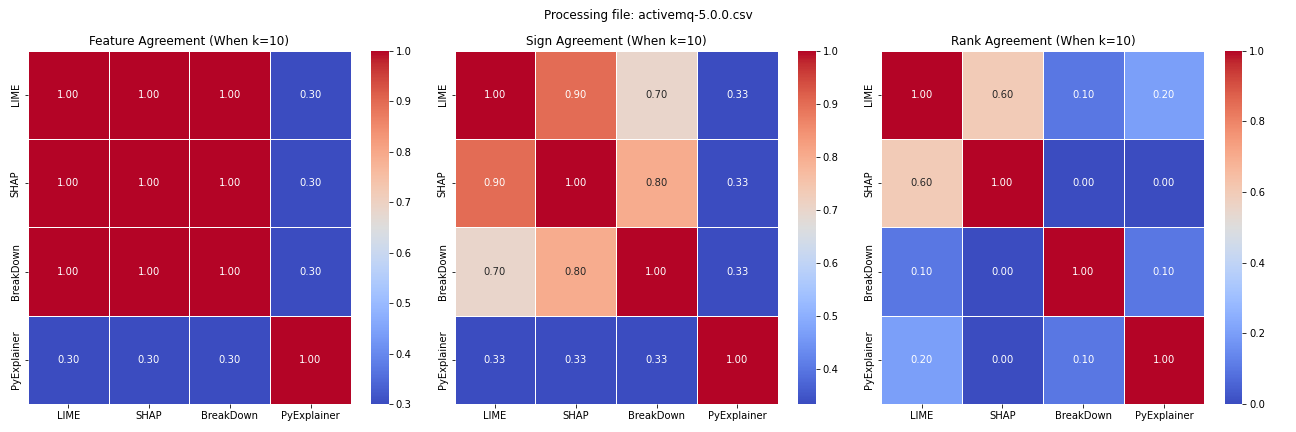 Processing file: activemq-5.0.0.csv
Feature Agreement (When k=10)
LIME
SHAP
BreakDown
PyExplainer
1.00 1.00 1.00 0.30
1.00 1.00 1.00 0.30
1.00 1.00 1.00 0.30
0.30 0.30 0.30 1.00
LIME SHAP BreakDown PyExplainer
1.0
0.9
0.8
0.7
0.6
0.5
0.4
0.3
Sign Agreement (When k=10)
LIME
SHAP
BreakDown
PyExplainer
1.00 0.90 0.70 0.33
0.90 1.00 0.80 0.33
0.70 0.80 1.00 0.33
0.33 0.33 0.33 1.00
LIME SHAP BreakDown PyExplainer
1.0
0.9
0.8
0.7
0.6
0.5
0.4
Rank Agreement (When k=10)
LIME
SHAP
BreakDown
PyExplainer
1.00 0.60 0.10 0.20
0.60 1.00 0.00 0.00
0.10 0.00 1.00 0.10
0.20 0.00 0.10 1.00
LIME SHAP BreakDown PyExplainer
1.0
0.8
0.6
0.4
0.2
0.0